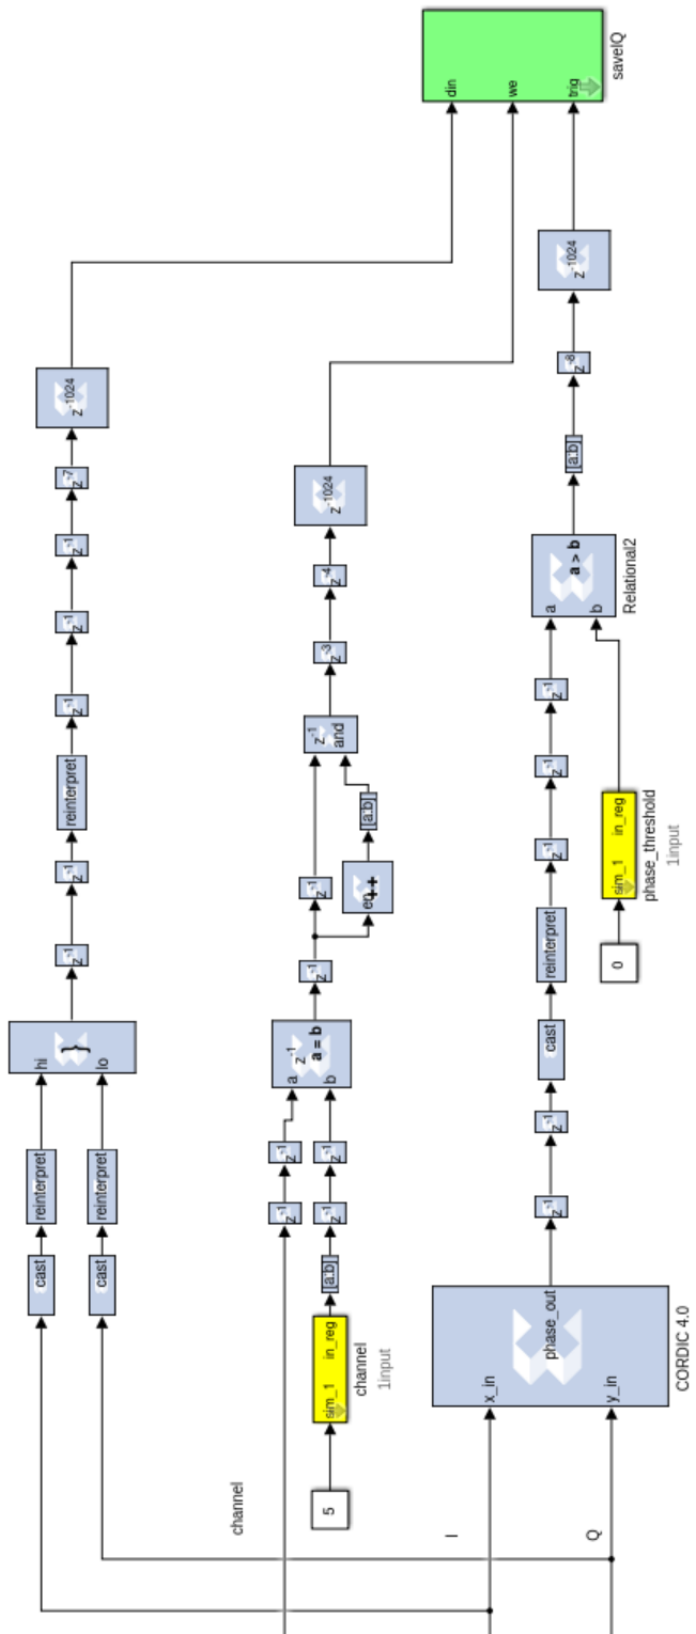 cast
reinterpret
cast
reinterpret
hi
lo
z-1
z-1
reinterpret
z-1
z-1
z-1
z-7
z-1024
channel
5
sim_1 in_reg
channel
1input
[a:b]
z-1
z-1
z-1
z-1
a
b
z-1
a = b
z-1
z-1
en
++
[a:b]
z-1
and
z-3
z-4
z-1024
I
Q
x_in
y_in
phase_out
CORDIC 4.0
z-1
z-1
cast
reinterpret
z-1
z-1
z-1
0
sim_1 in_reg
phase_threshold
1input
a
b
a > b
Relational2
[a:b]
z-8
z-1024
din
we
trig
saveIQ